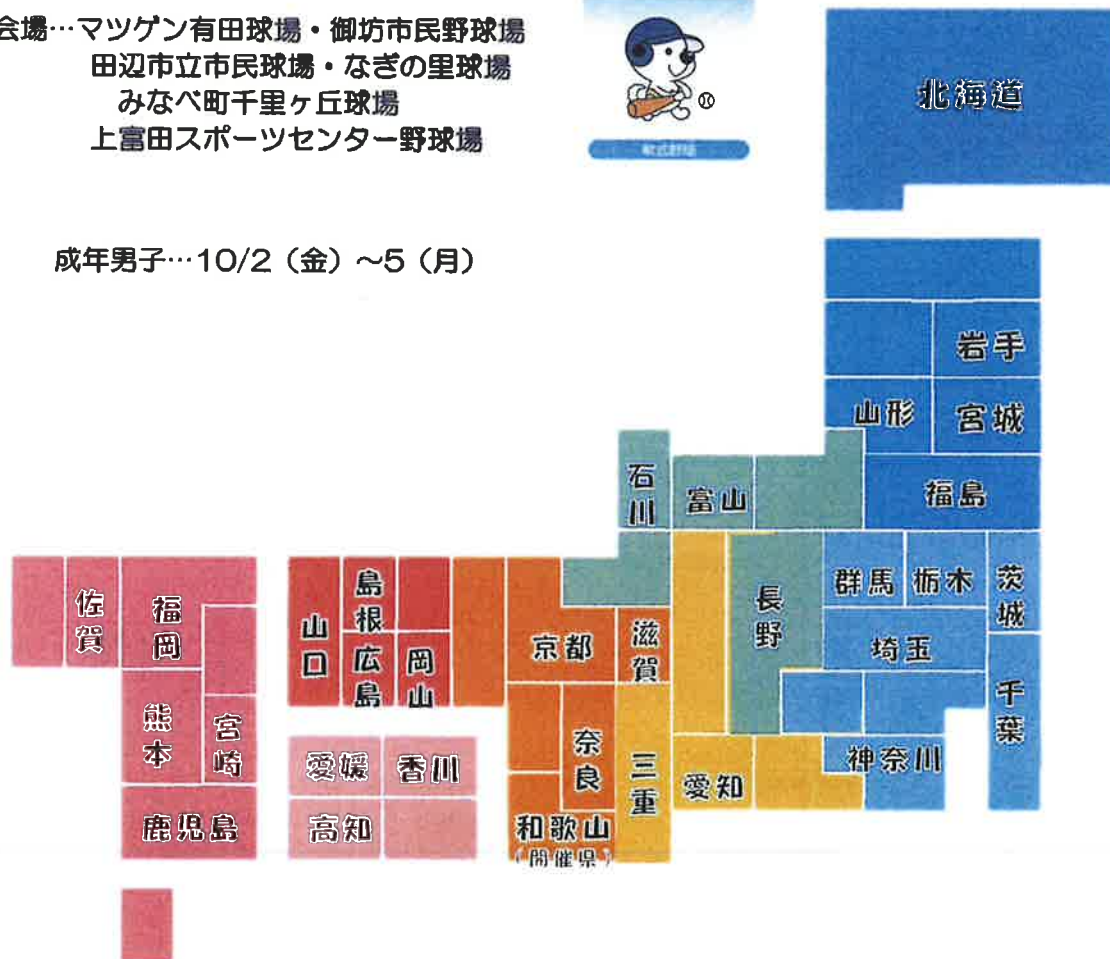 会場…マツゲン有田球場・御坊市民野球場
田辺市立市民球場・なぎの里球場
みなべ町千里ヶ丘球場
上富田スポーツセンター野球場
軟式野球
成年男子…10/2（金）～5（月）
北海道
岩手
山形
宮城
福島
石川
富山
群馬
栃木
茨城
長野
埼玉
千葉
神奈川
愛知
三重
滋賀
京都
奈良
和歌山
（開催県）
山口
島根
広島
岡山
愛媛
香川
高知
佐賀
福岡
熊本
宮崎
鹿児島